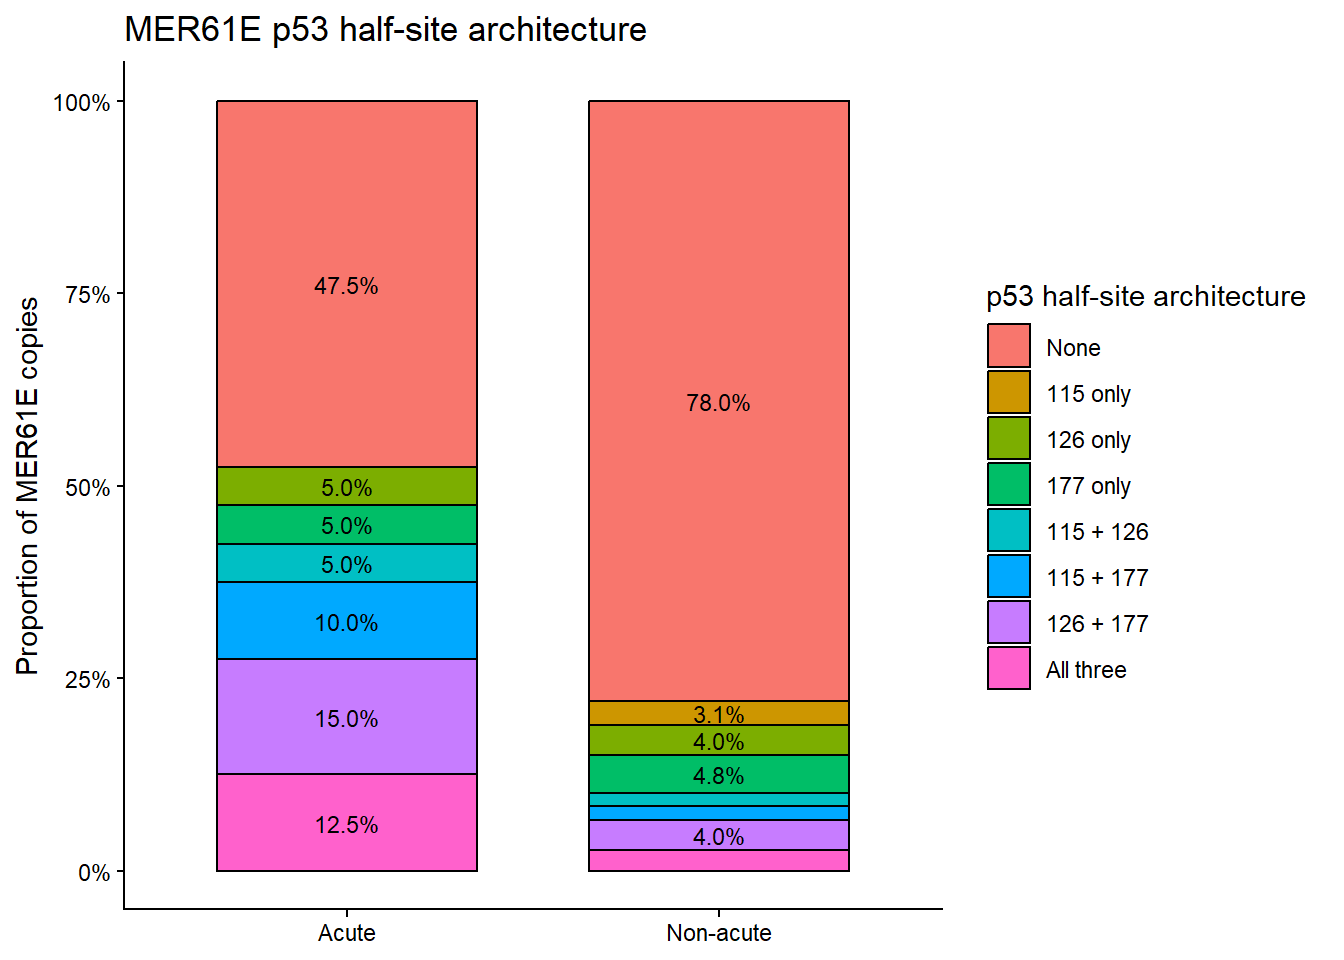 MER61E p53 half-site architecture
Proportion of MER61E copies
100%
75%
50%
25%
0%
47.5%
5.0%
5.0%
5.0%
10.0%
15.0%
12.5%
78.0%
3.1%
4.0%
4.8%
4.0%
Acute
Non-acute
p53 half-site architecture
None
115 only
126 only
177 only
115 + 126
115 + 177
126 + 177
All three